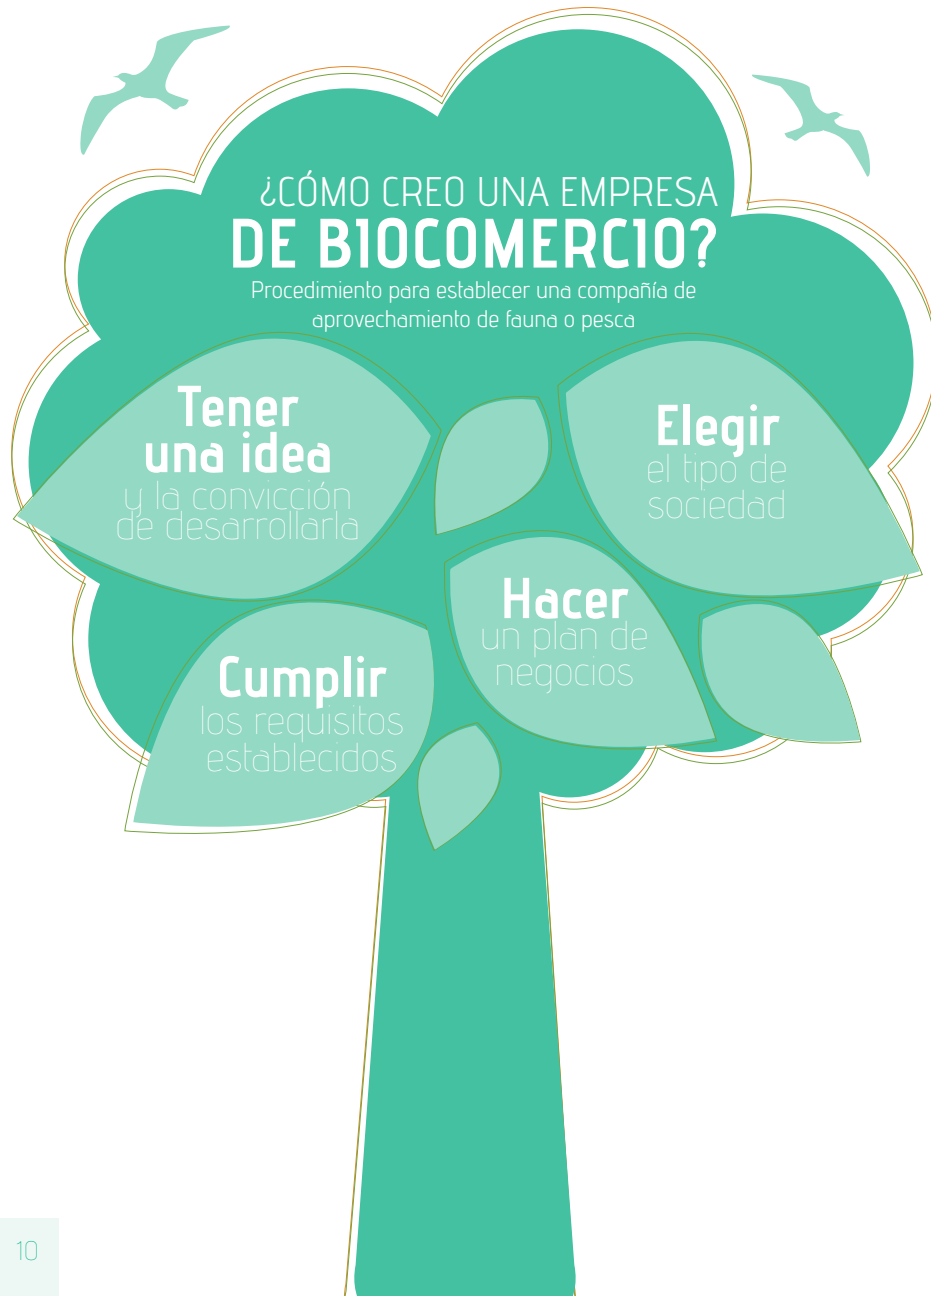 ¿CÓMO CREO UNA EMPRESA
DE BIOCOMERCIO?
Procedimiento para establecer una compañía de
aprovechamiento de fauna o pesca
Tener
una idea
y la convicción
de desarrollarla
Elegir
el tipo de
sociedad
Hacer
un plan de
negocios
Cumplir
los requisitos
establecidos
10